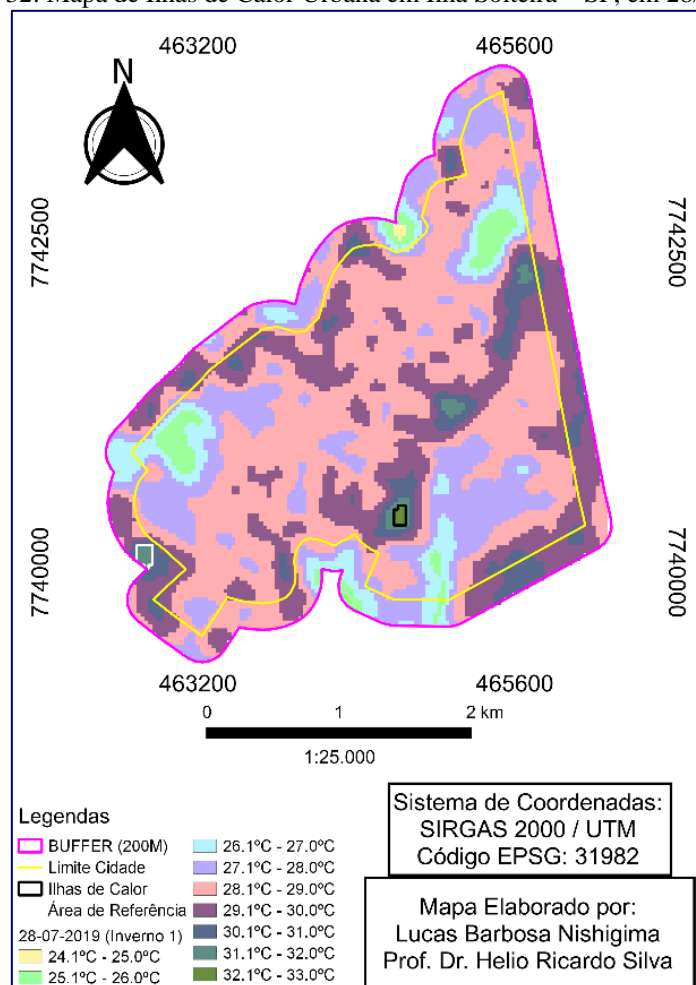 32. Mapa de Ilhas de Calor Urbana em Ilha Solteira – SP, em 28/
463200
465600
N
7742500
7742500
7740000
7740000
463200
465600
0 1 2 km
1:25.000
Legendas
BUFFER (200M)
Limite Cidade
Ilhas de Calor
Área de Referência
28-07-2019 (Inverno 1)
24.1ºC - 25.0ºC
25.1ºC - 26.0ºC
26.1ºC - 27.0ºC
27.1ºC - 28.0ºC
28.1ºC - 29.0ºC
29.1ºC - 30.0ºC
30.1ºC - 31.0ºC
31.1ºC - 32.0ºC
32.1ºC - 33.0ºC
Sistema de Coordenadas:
SIRGAS 2000 / UTM
Código EPSG: 31982
Mapa Elaborado por:
Lucas Barbosa Nishigima
Prof. Dr. Helio Ricardo Silva